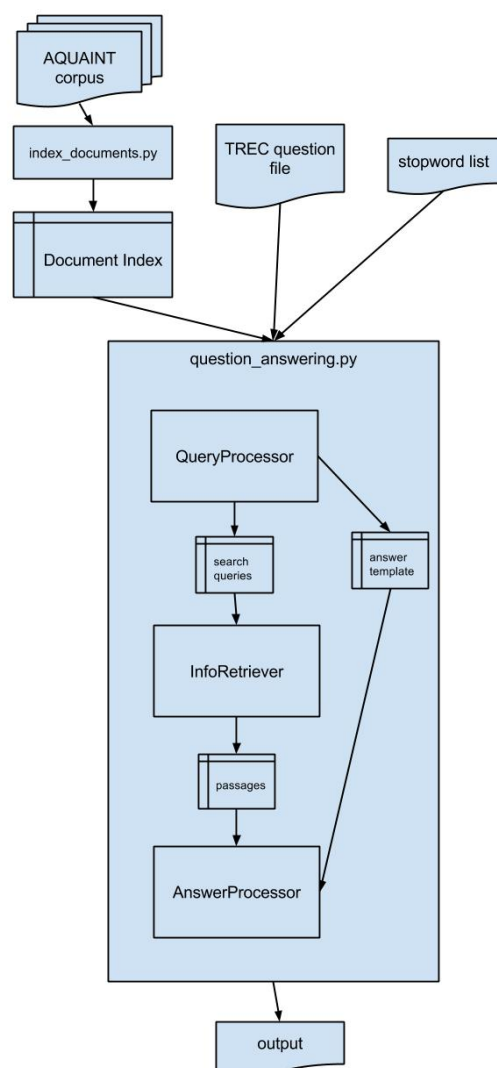 AQUAINT
corpus
index_documents.py
Document Index
TREC question
file
stopword list
question_answering.py
QueryProcessor
search
queries
answer
template
InfoRetriever
passages
AnswerProcessor
output